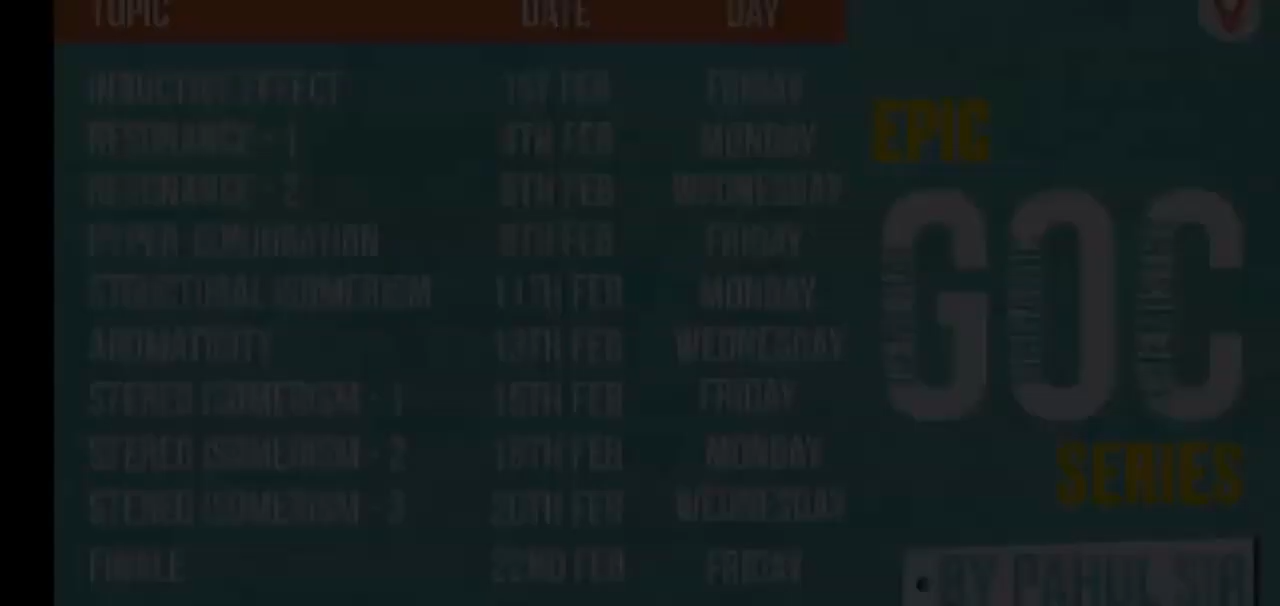 TOPIC DATE DAY
INDUCTIVE EFFECT 1ST FEB FRIDAY
RESONANCE - 1 4TH FEB MONDAY
RESONANCE - 2 6TH FEB WEDNESDAY
HYPER-CONJUGATION 8TH FEB FRIDAY
STRUCTURAL ISOMERISM 11TH FEB MONDAY
AROMATICITY 13TH FEB WEDNESDAY
STEREO ISOMERISM - 1 15TH FEB FRIDAY
STEREO ISOMERISM - 2 18TH FEB MONDAY
STEREO ISOMERISM - 3 20TH FEB WEDNESDAY
FINALE 22ND FEB FRIDAY
EPIC
GOC
SERIES
BY PAHUL SIR